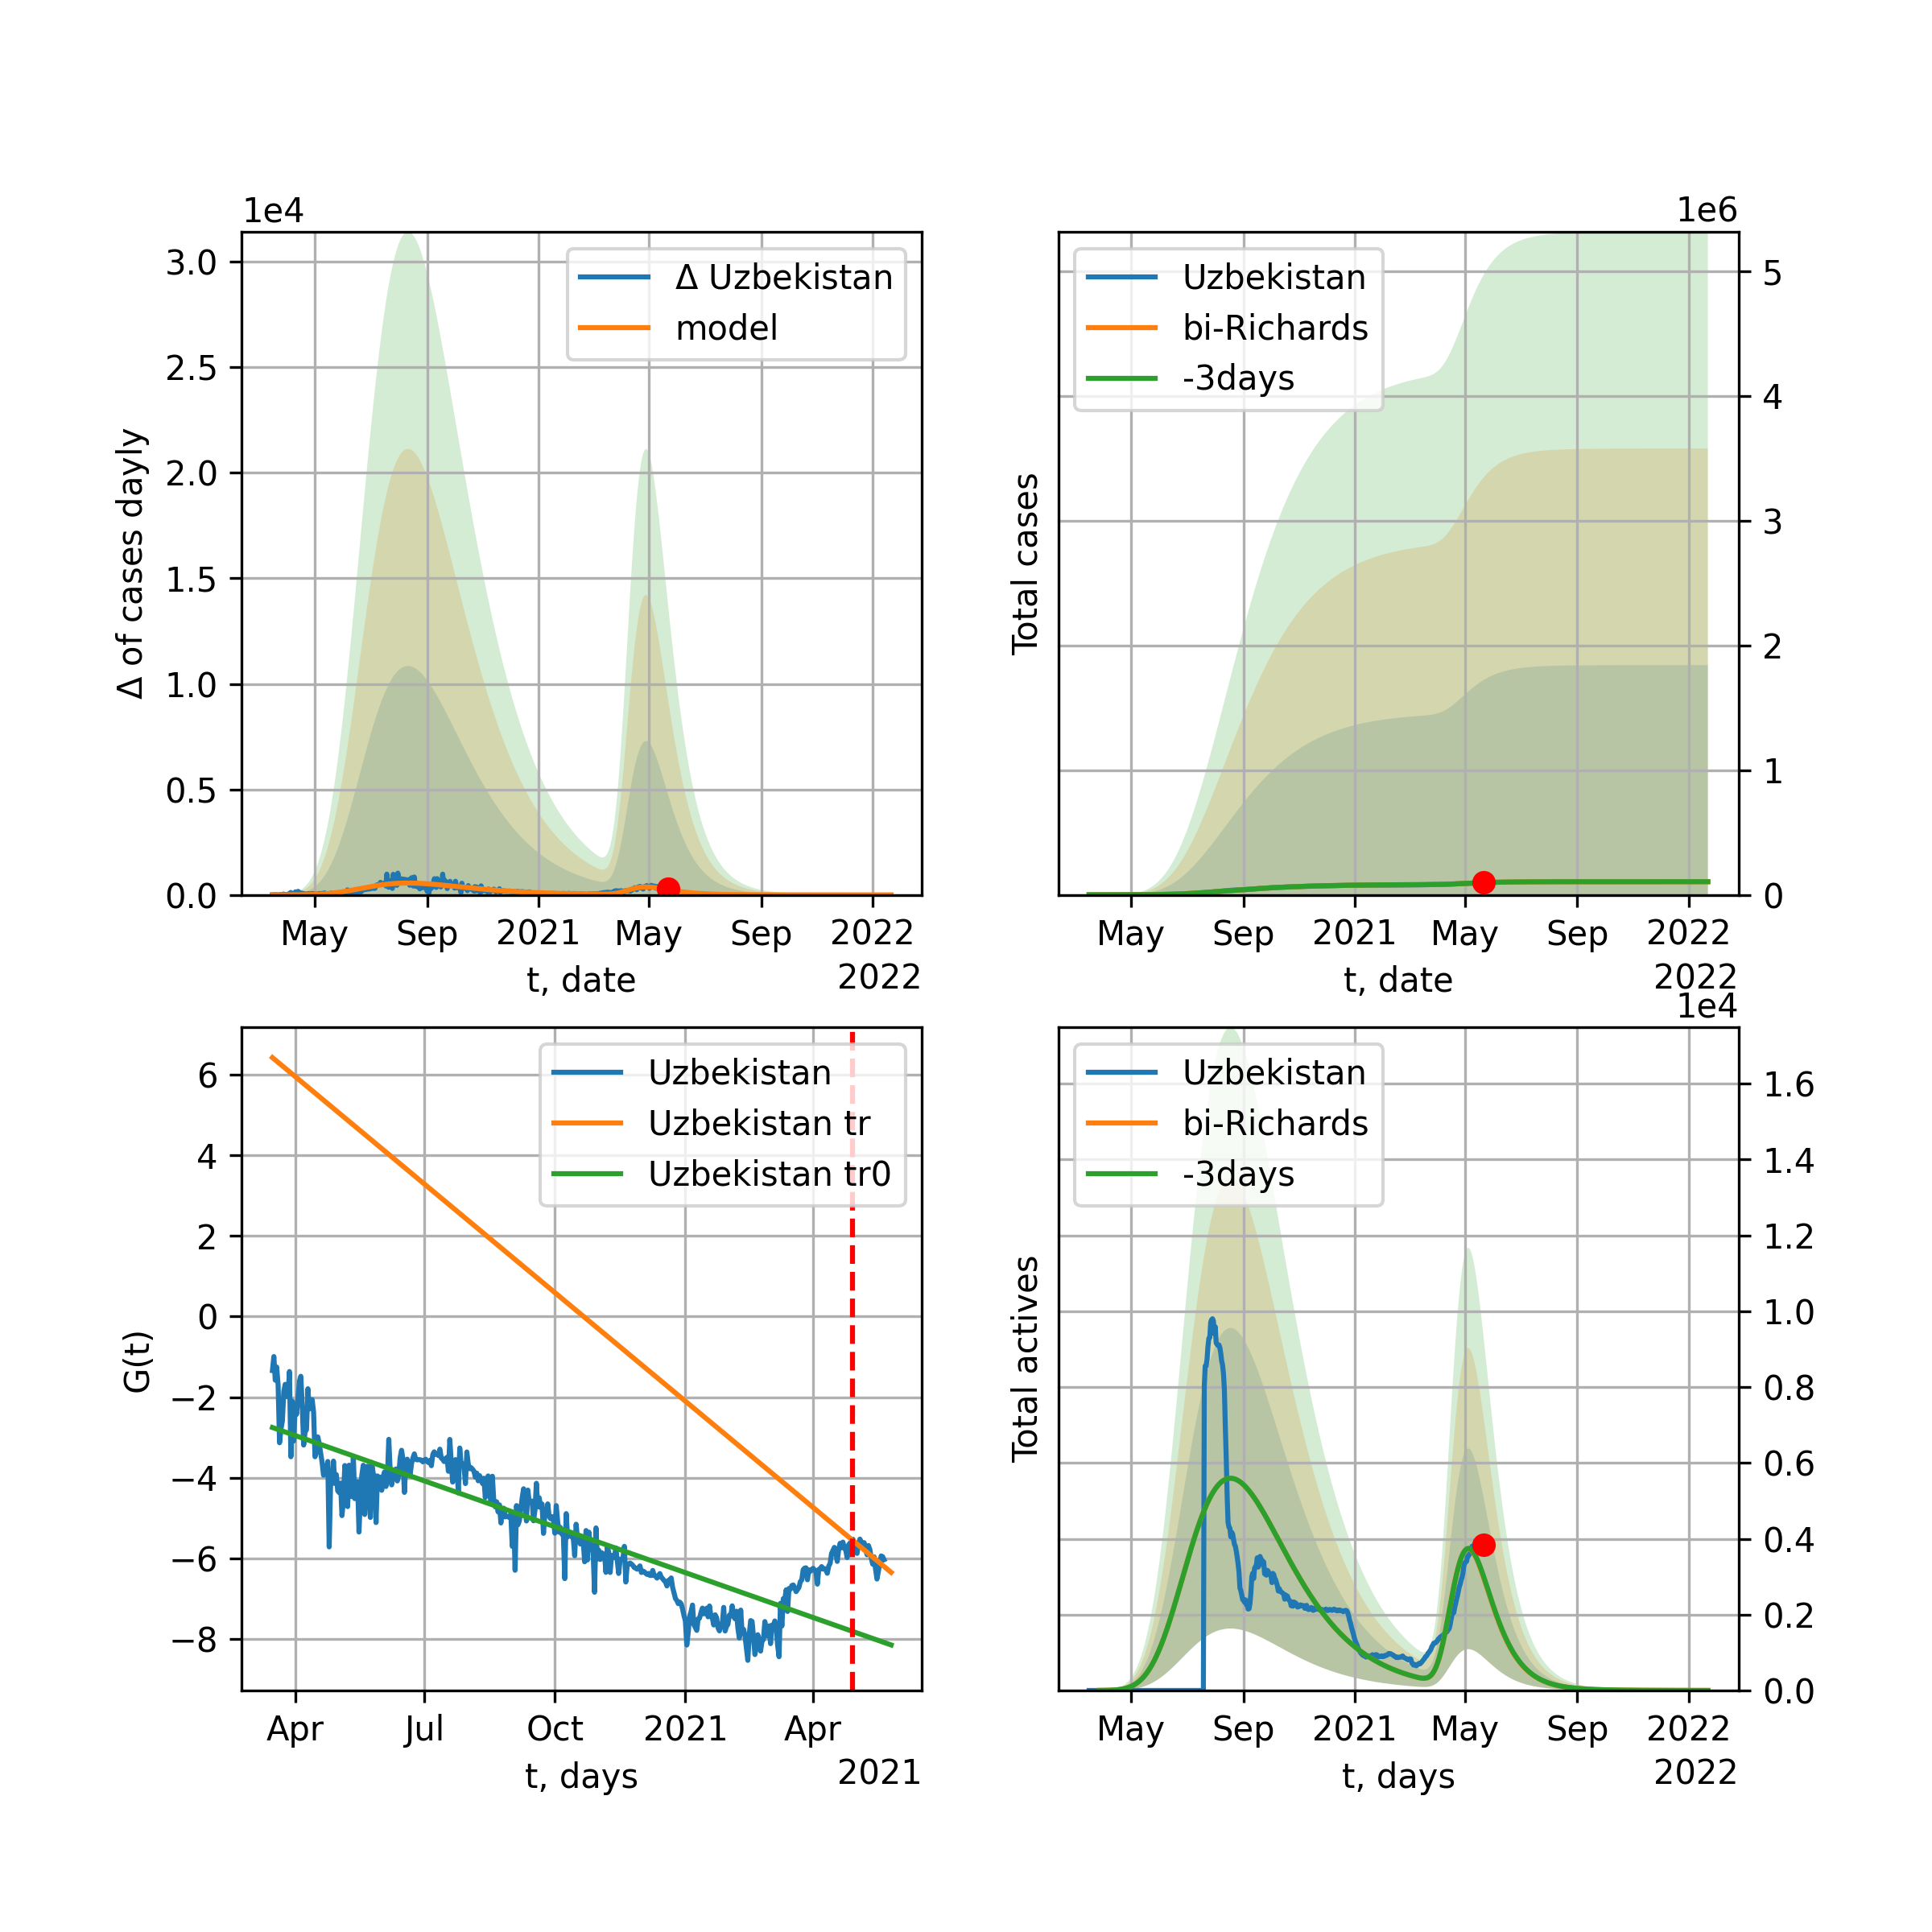 1e4
3.0
2.5
2.0
1.5
1.0
0.5
0.0
Δ of cases dayly
Δ Uzbekistan
model
May Sep 2021 May Sep 2022
t, date
2022
1e6
Uzbekistan
bi-Richards
-3days
Total cases
5
4
3
2
1
0
May Sep 2021 May Sep 2022
t, date
2022
6
4
2
0
−2
−4
−6
−8
G(t)
Uzbekistan
Uzbekistan tr
Uzbekistan tr0
Apr Jul Oct 2021 Apr
t, days
2021
1e4
Uzbekistan
bi-Richards
-3days
Total actives
1.6
1.4
1.2
1.0
0.8
0.6
0.4
0.2
0.0
May Sep 2021 May Sep 2022
t, days
2022